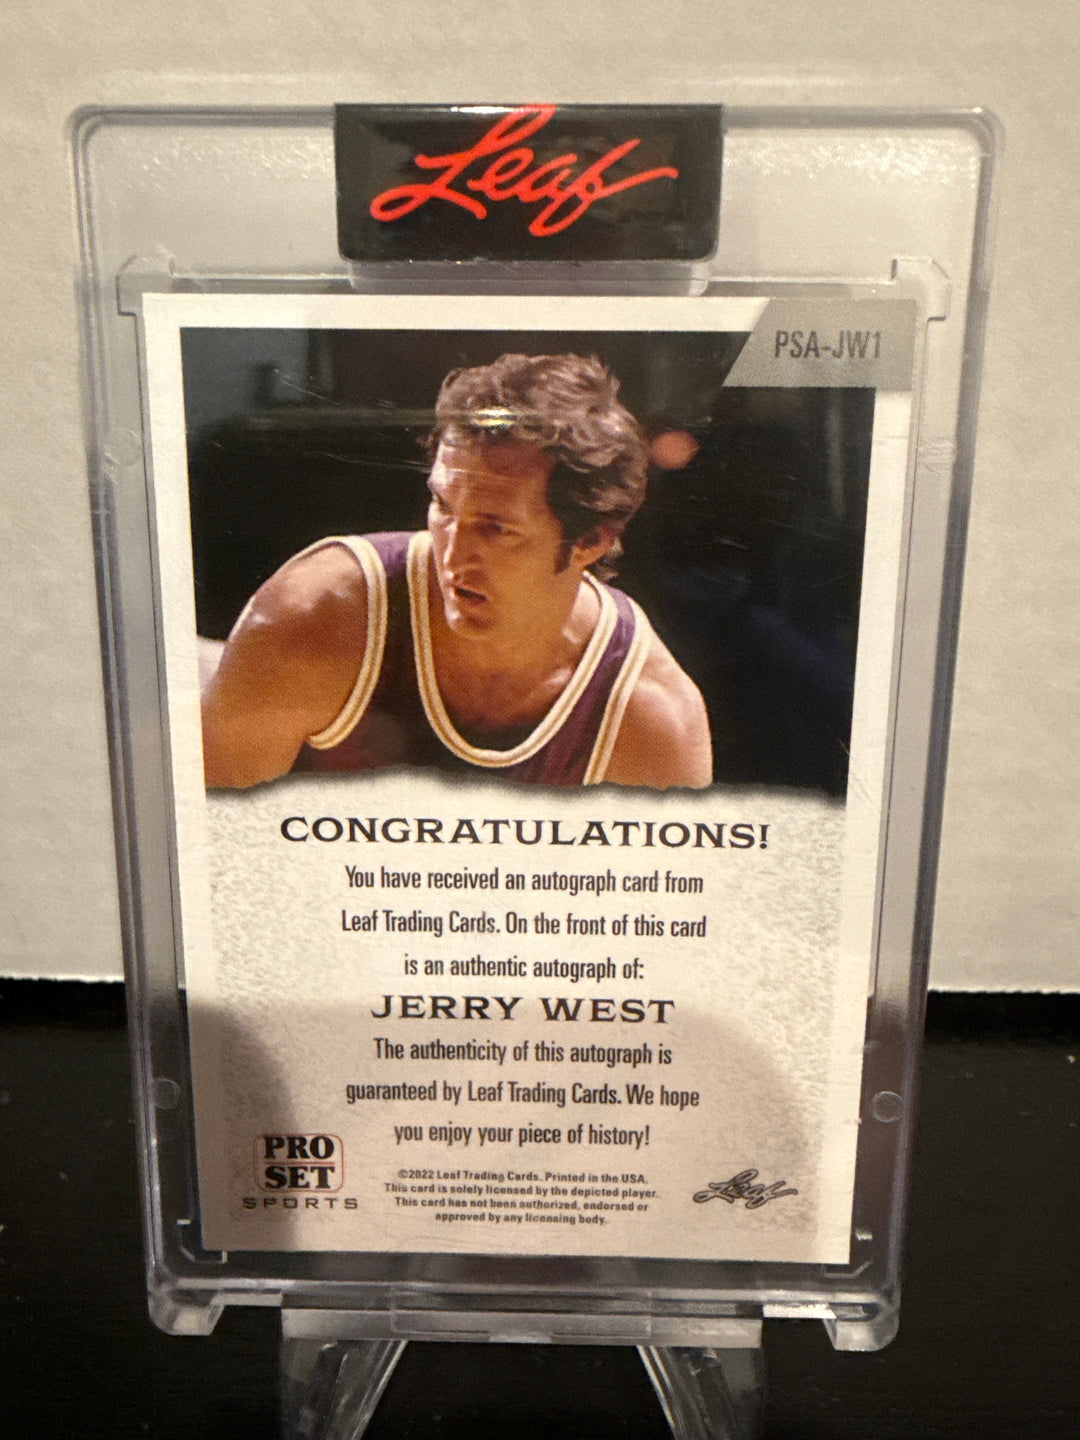 Leaf
PSA-JW1
CONGRATULATIONS!
You have received an autograph card from
Leaf Trading Cards. On the front of this card
is an authentic autograph of:
JERRY WEST
The authenticity of this autograph is
guaranteed by Leaf Trading Cards. We hope
you enjoy your piece of history!
PRO
SET
SPORTS
©2022 Leaf Trading Cards. Printed in the USA.
This card is solely licensed by the depicted player.
This card has not been authorized, endorsed or
approved by any licensing body.
Leaf